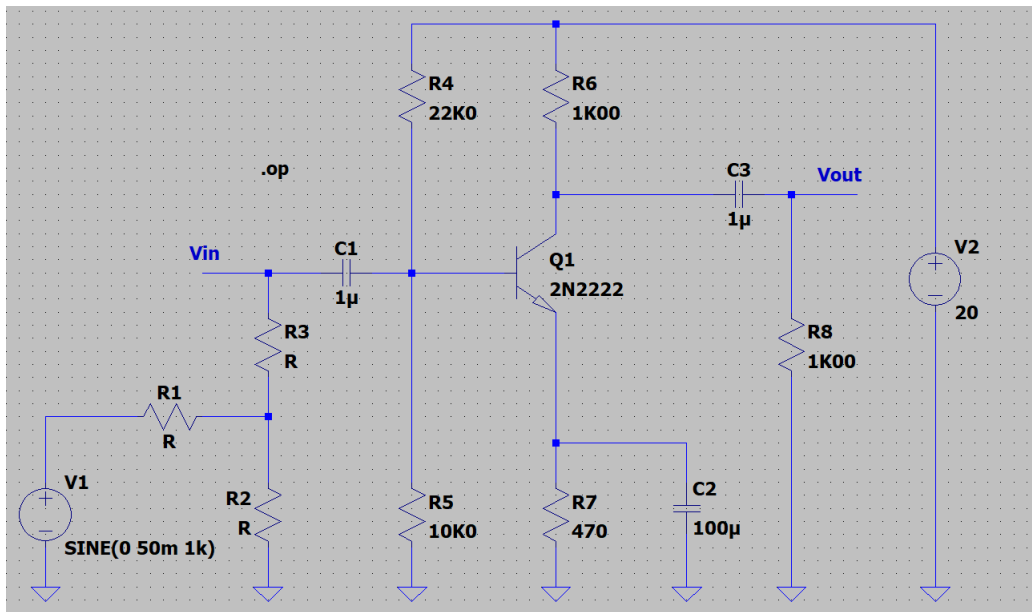 R4
22K0
R6
1K00
.op
C3
1µ
Vout
Vin
C1
1µ
Q1
2N2222
V2
20
R3
R
R8
1K00
R1
R
V1
SINE(0 50m 1k)
R2
R
R5
10K0
R7
470
C2
100µ